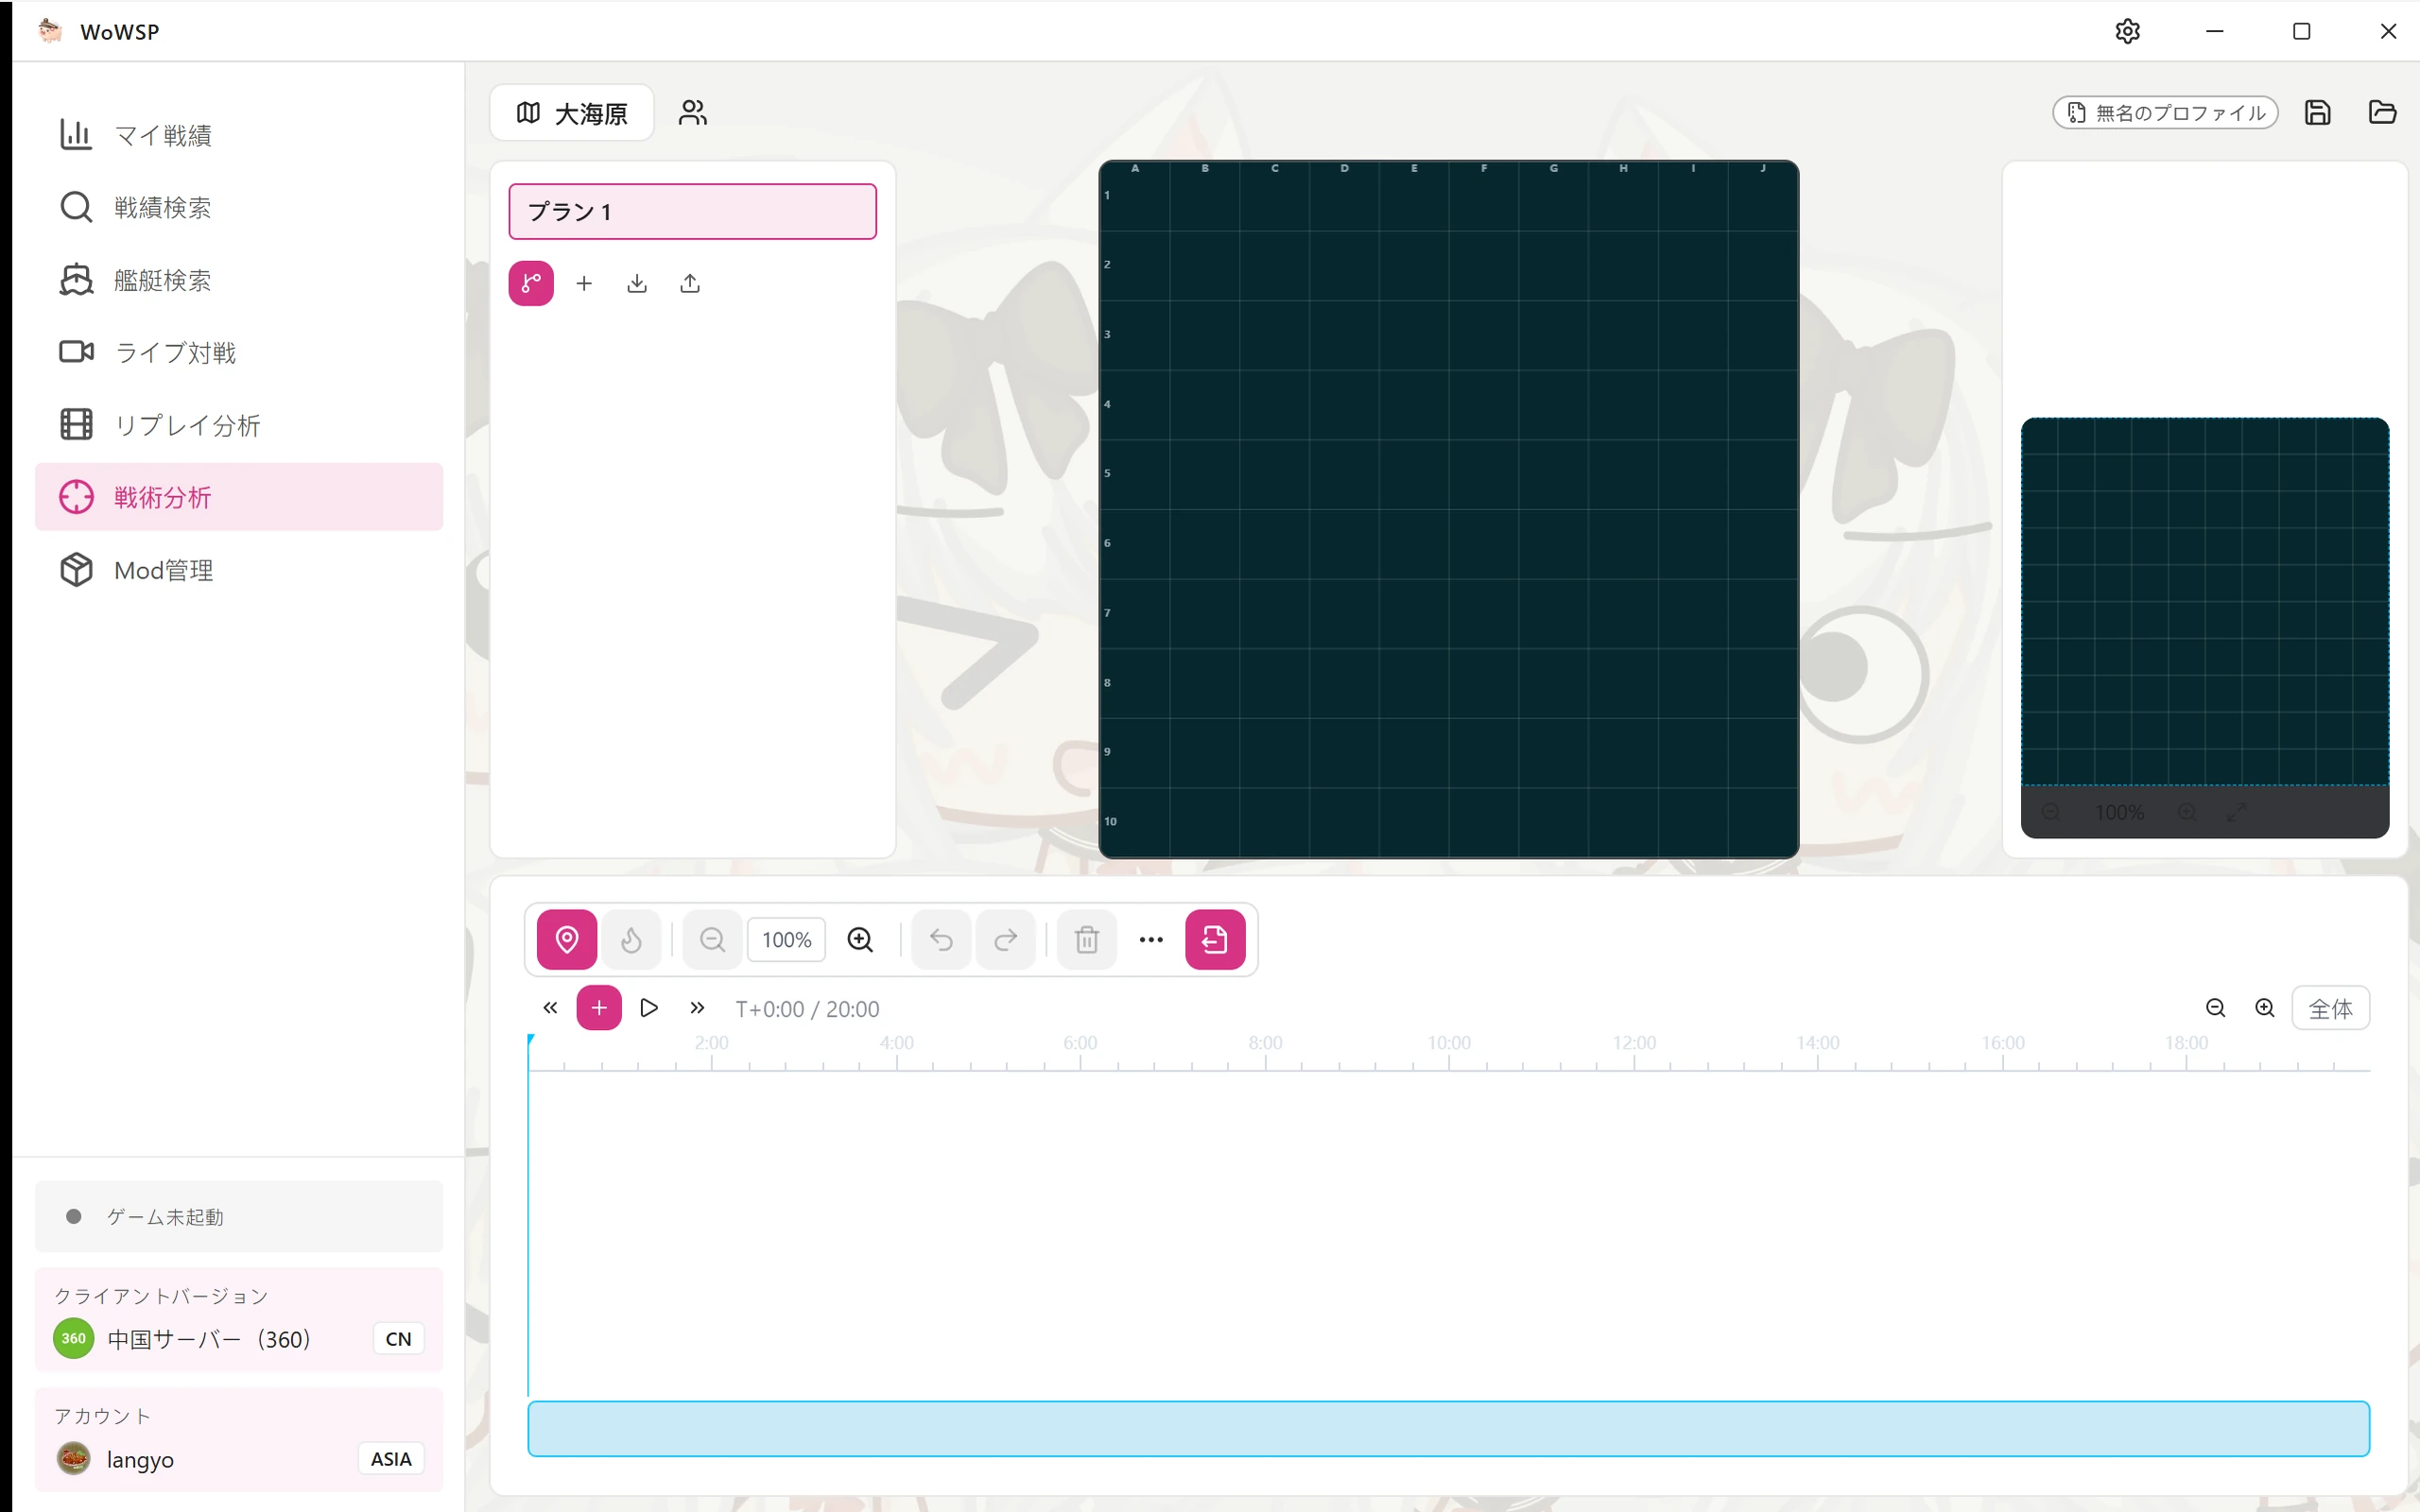 WoWSP
マイ戦績
戦績検索
艦艇検索
ライブ対戦
リプレイ分析
戦術分析
Mod管理
ゲーム未起動
クライアントバージョン
360 中国サーバー（360） CN
アカウント
langyo ASIA
大海原
無名のプロファイル
プラン 1
A B C D E F G H I J
1
2
3
4
5
6
7
8
9
10
100%
100%
T+0:00 / 20:00
全体
2:00 4:00 6:00 8:00 10:00 12:00 14:00 16:00 18:00